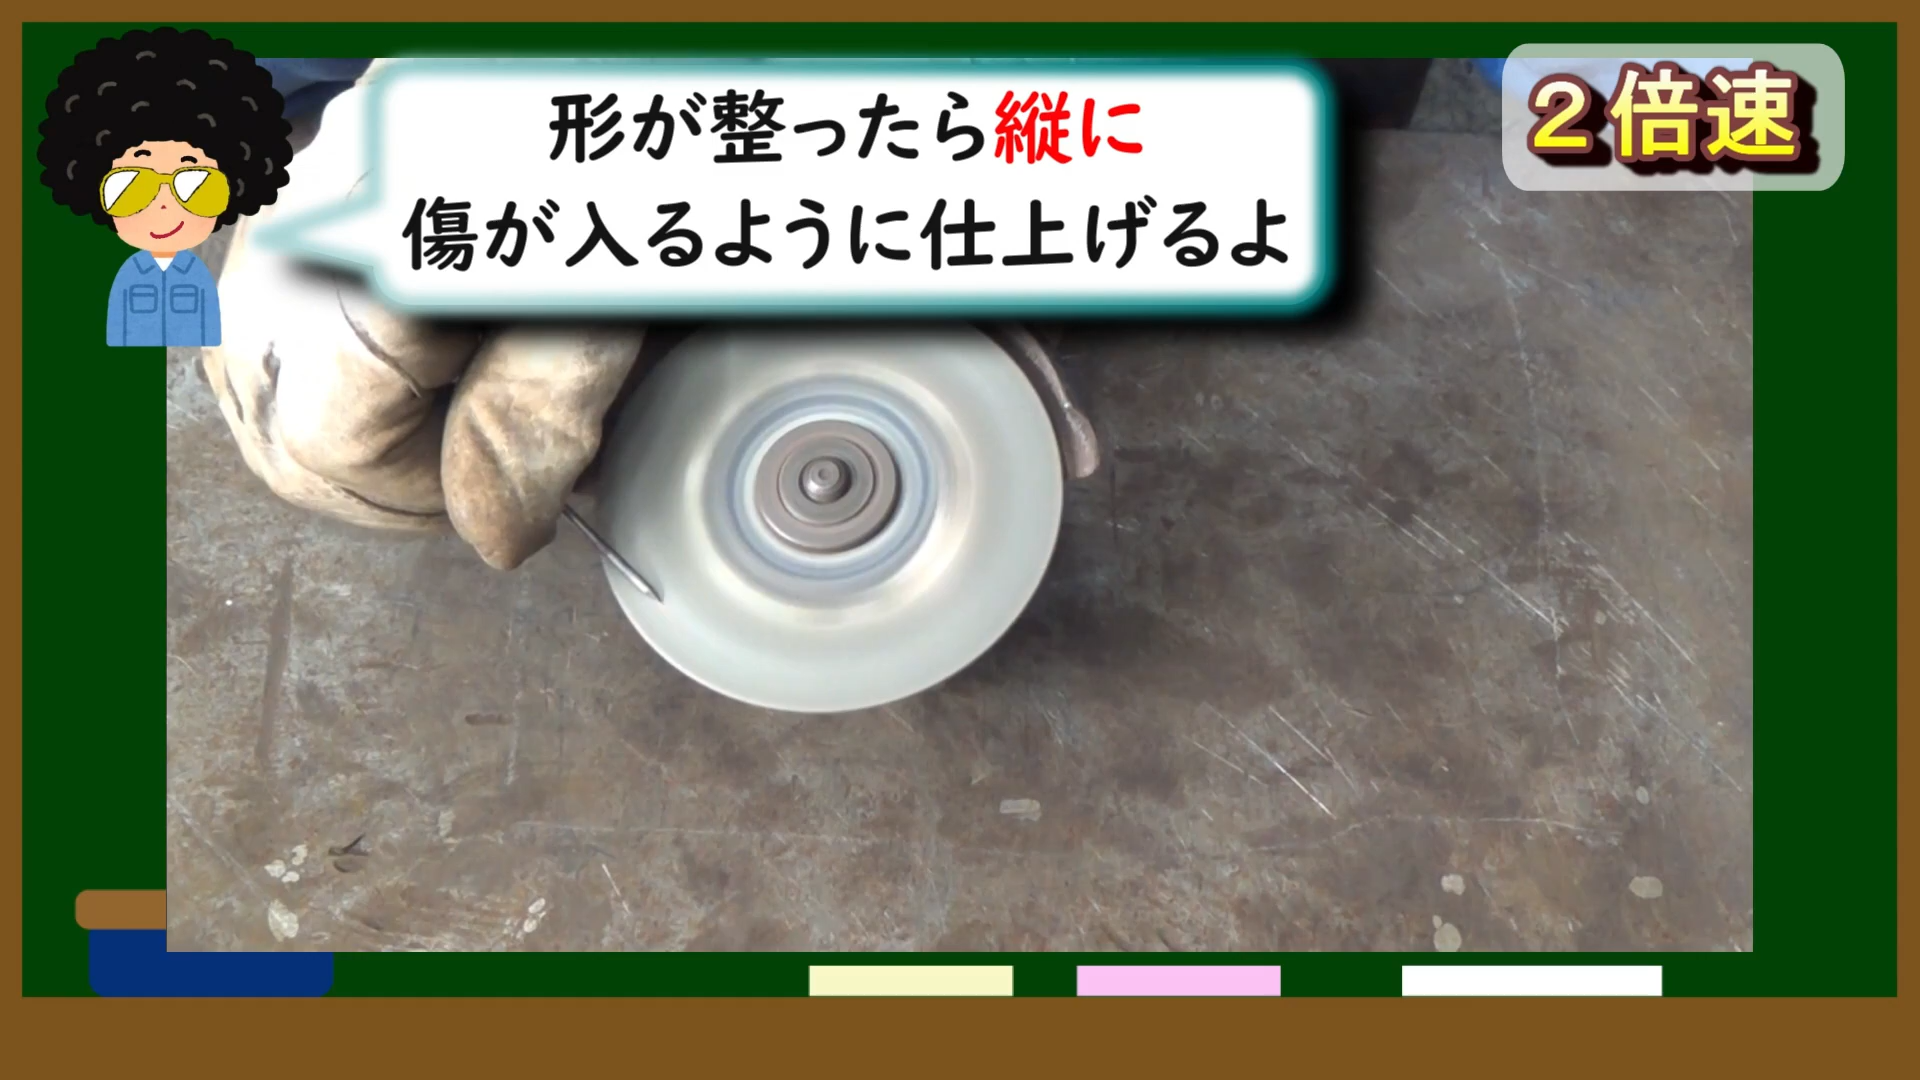 形が整ったら縦に
傷が入るように仕上げるよ
２倍速